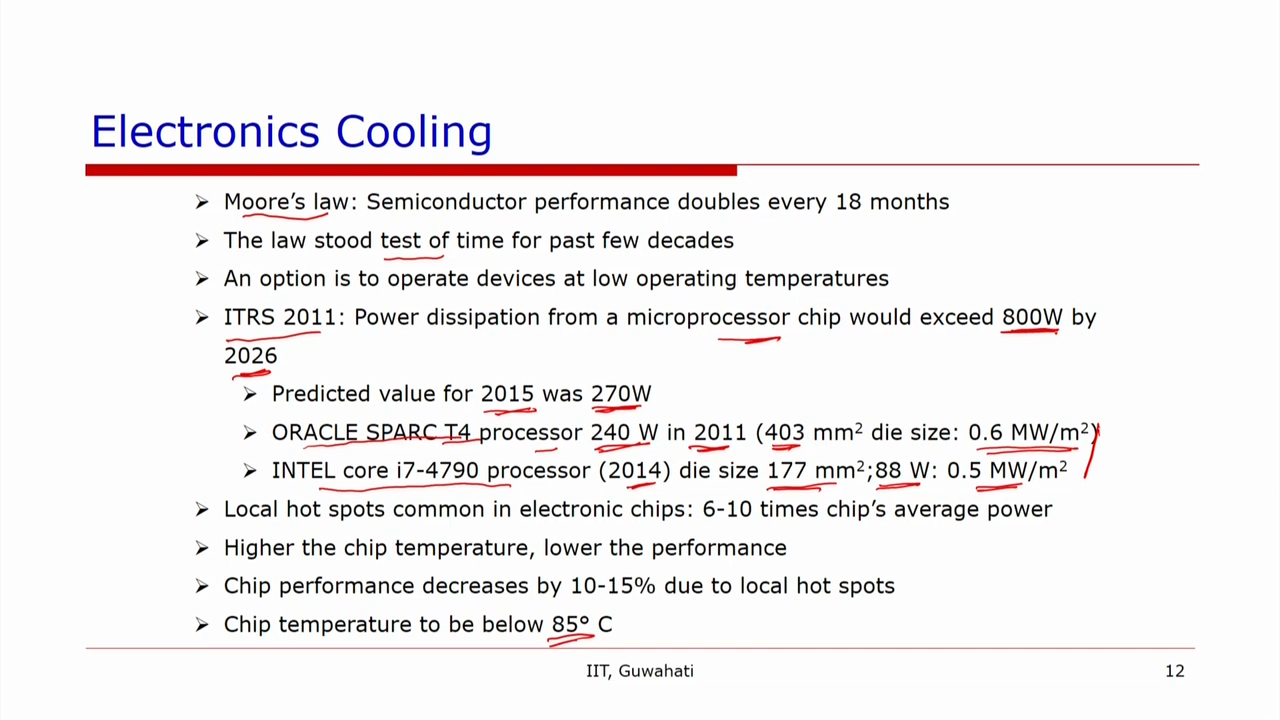 Electronics Cooling
➢ Moore's law: Semiconductor performance doubles every 18 months
➢ The law stood test of time for past few decades
➢ An option is to operate devices at low operating temperatures
➢ ITRS 2011: Power dissipation from a microprocessor chip would exceed 800W by
2026
➢ Predicted value for 2015 was 270W
➢ ORACLE SPARC T4 processor 240 W in 2011 (403 mm² die size: 0.6 MW/m²)
➢ INTEL core i7-4790 processor (2014) die size 177 mm²;88 W: 0.5 MW/m²
➢ Local hot spots common in electronic chips: 6-10 times chip's average power
➢ Higher the chip temperature, lower the performance
➢ Chip performance decreases by 10-15% due to local hot spots
➢ Chip temperature to be below 85° C
IIT, Guwahati 12